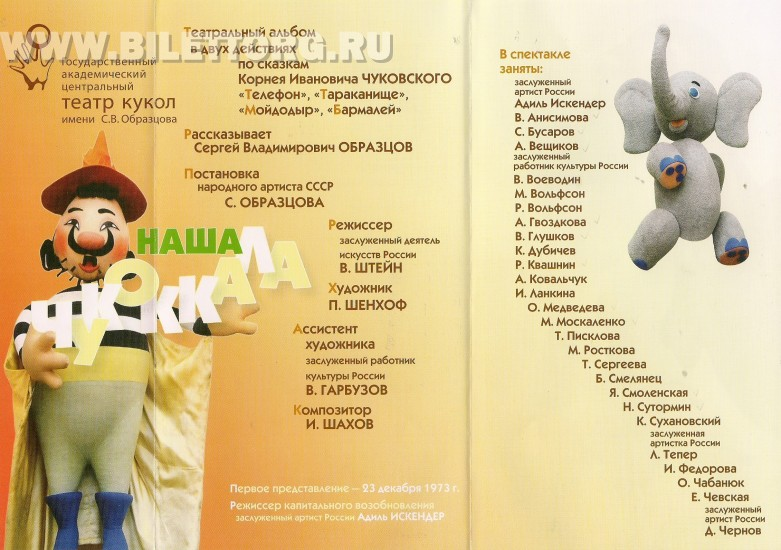 WWW.BILETTORG.RU
государственный
академический
центральный
театр кукол
имени С.В. Образцова
Театральный альбом
в двух действиях
по сказкам
Корнея Ивановича ЧУКОВСКОГО
«Телефон», «Тараканище»,
«Мойдодыр», «Бармалей»
Рассказывает
Сергей Владимирович ОБРАЗЦОВ
Постановка
народного артиста СССР
С. ОБРАЗЦОВА
НАША
ЧУКОККАЛА
Режиссер
заслуженный деятель
искусств России
В. ШТЕЙН
Художник
П. ШЕНХОФ
Ассистент
художника
заслуженный работник
культуры России
В. ГАРБУЗОВ
Композитор
И. ШАХОВ
Первое представление – 23 декабря 1973 г.
Режиссер капитального возобновления
заслуженный артист России Адиль ИСКЕНДЕР
В спектакле
заняты:
заслуженный
артист России
Адиль Искендер
В. Анисимова
С. Бусаров
А. Вещиков
заслуженный
работник культуры России
В. Воеводин
М. Вольфсон
Р. Вольфсон
А. Гвоздкова
В. Глушков
К. Дубичев
Р. Квашнин
А. Ковальчук
И. Ланкина
О. Медведева
М. Москаленко
Т. Писклова
М. Росткова
Т. Сергеева
Б. Смелянец
Я. Смоленская
Н. Сутормин
К. Сухановский
заслуженная
артистка России
Л. Тепер
И. Федорова
О. Чабанюк
Е. Чевская
заслуженный
артист России
Д. Чернов